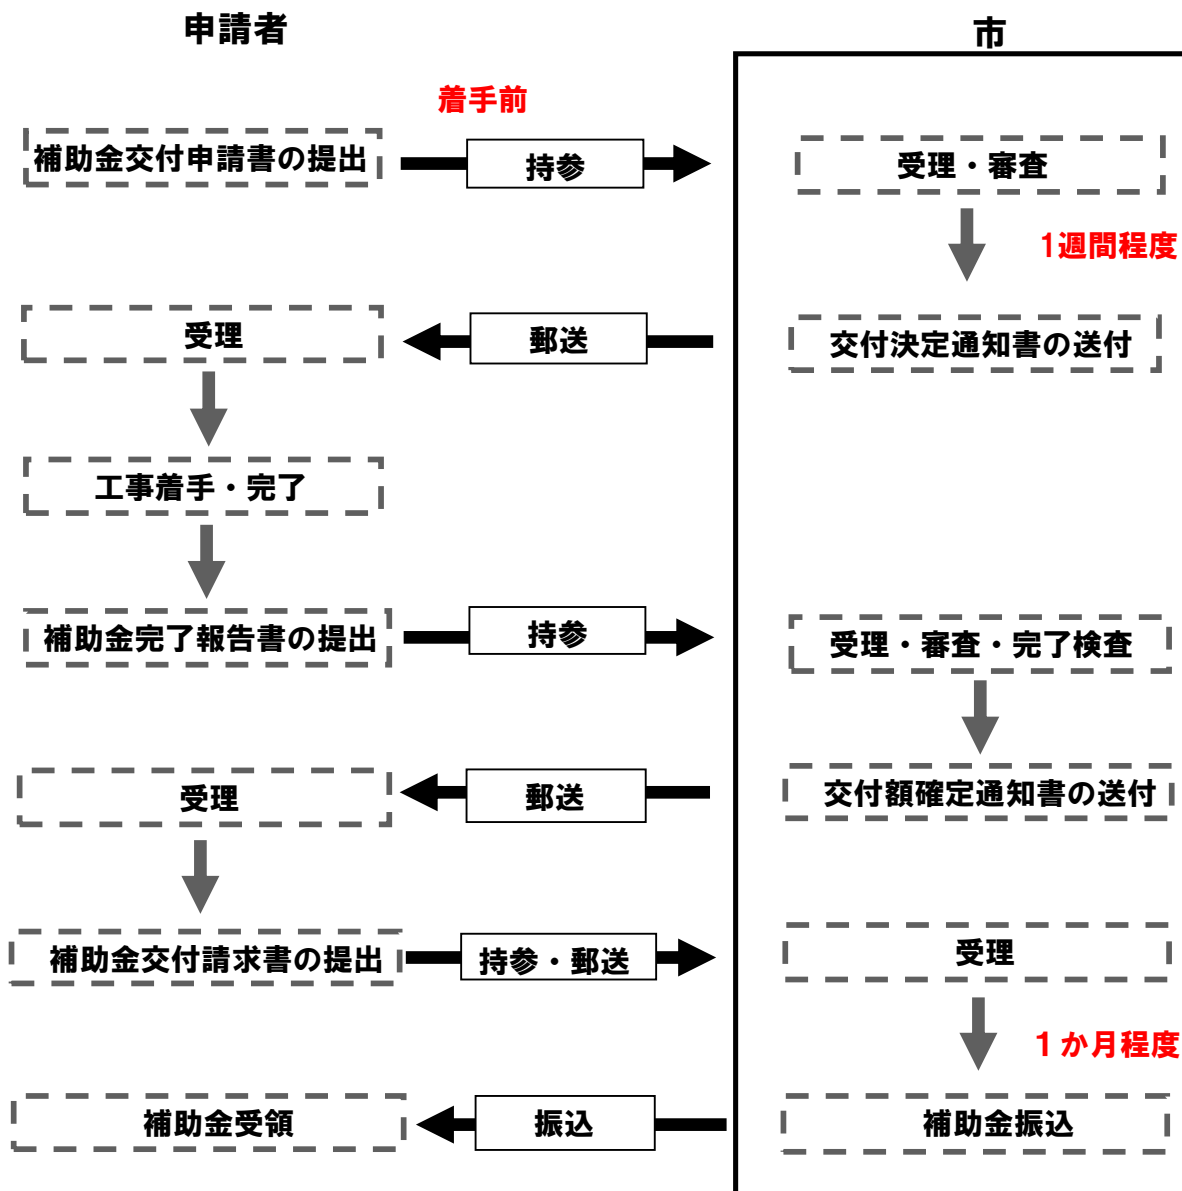 申請者
市
着手前
補助金交付申請書の提出
持参
受理・審査
1週間程度
受理
郵送
交付決定通知書の送付
工事着手・完了
補助金完了報告書の提出
持参
受理・審査・完了検査
受理
郵送
交付額確定通知書の送付
補助金交付請求書の提出
持参・郵送
受理
１か月程度
補助金受領
振込
補助金振込